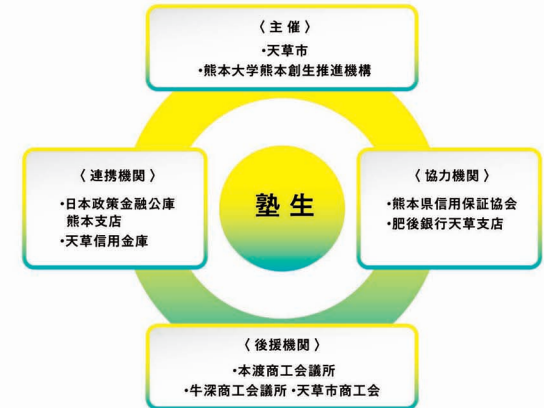 〈 主 催 〉
・天草市
・熊本大学熊本創生推進機構
〈 連携機関 〉
・日本政策金融公庫
熊本支店
・天草信用金庫
塾 生
〈 協力機関 〉
・熊本県信用保証協会
・肥後銀行天草支店
〈 後援機関 〉
・本渡商工会議所
・牛深商工会議所・天草市商工会